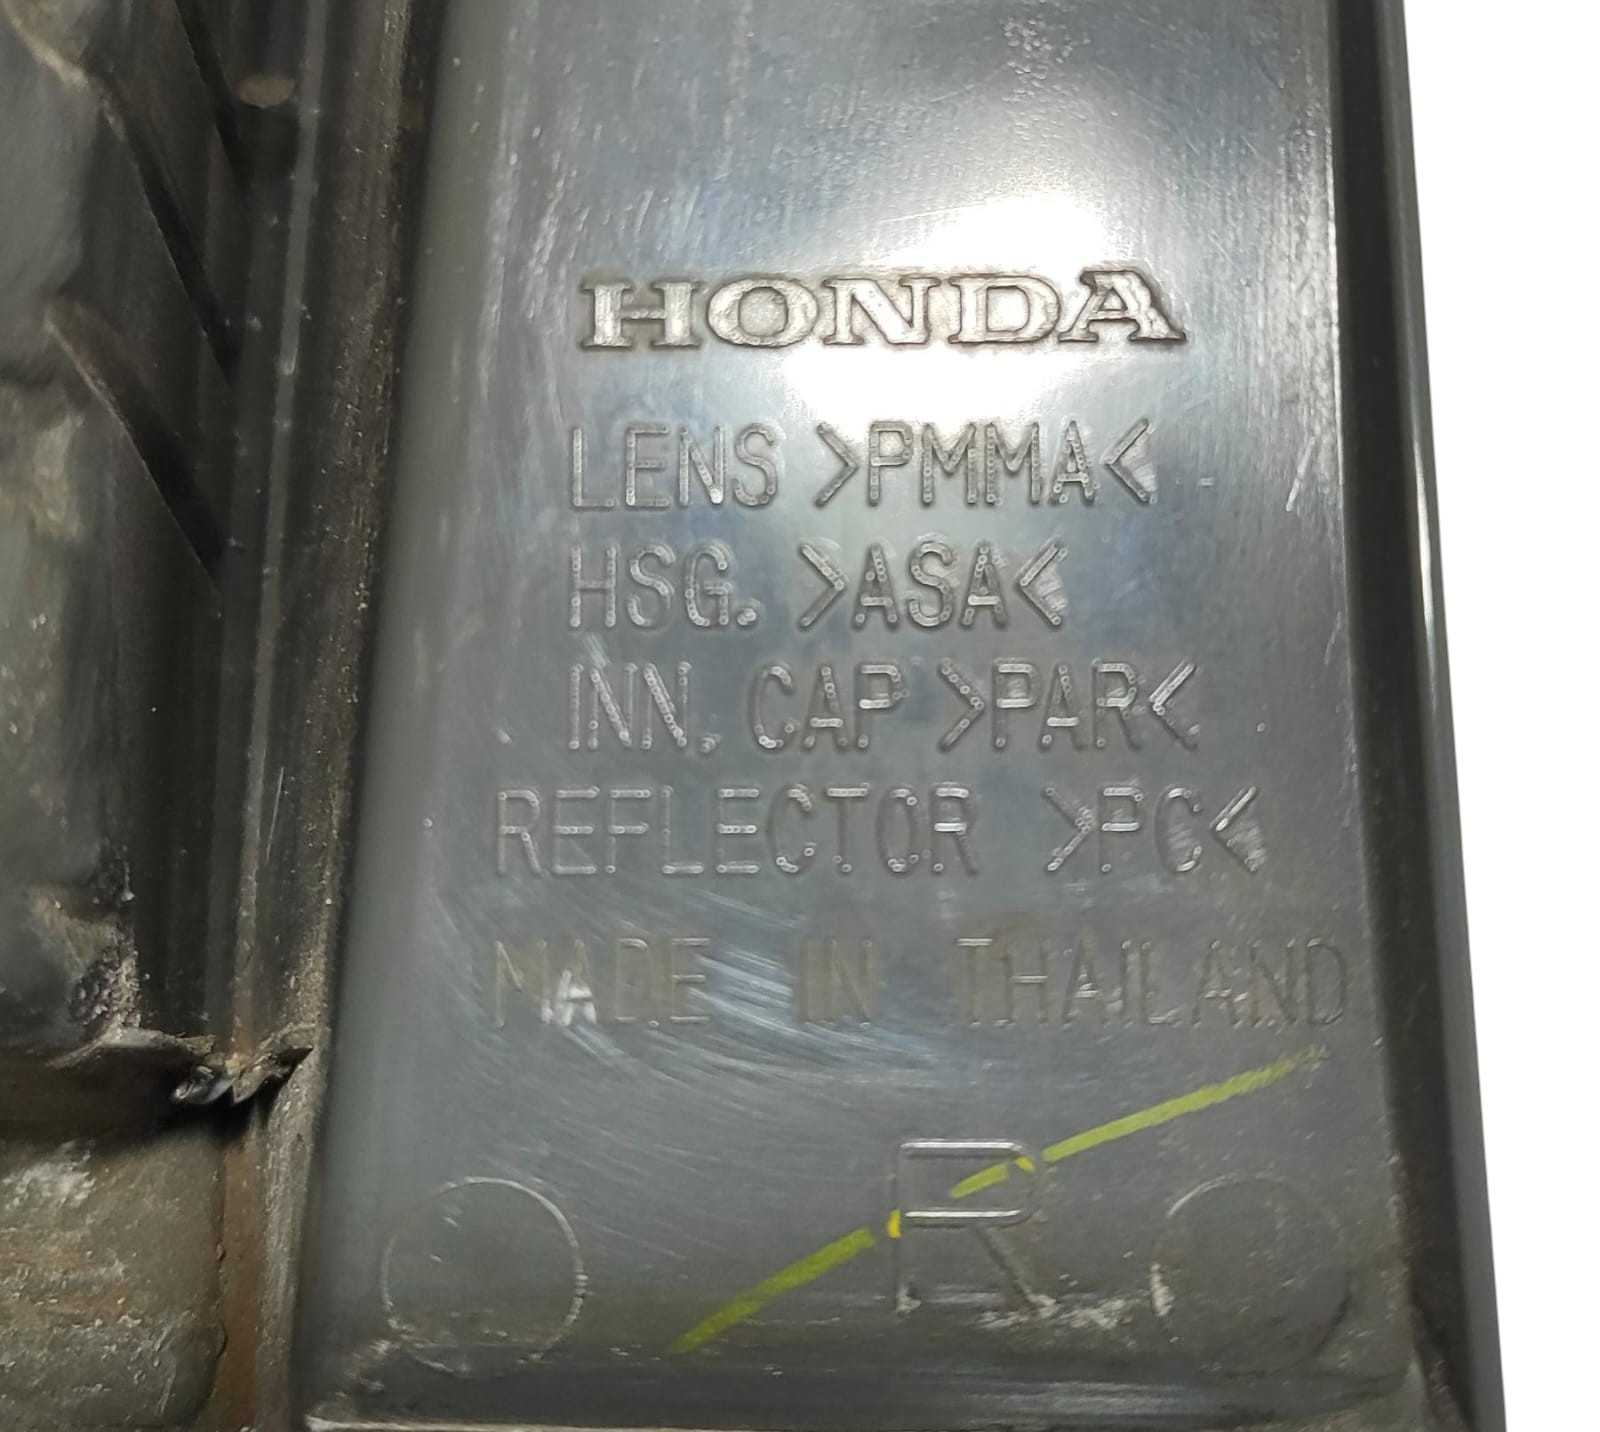 HONDA
LENS >PMMA<
HSG. >ASA<
INN. CAP >PAR<
REFLECTOR >PC<
MADE IN THAILAND
R